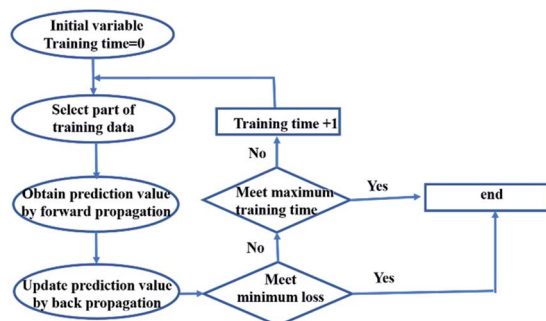 Initial variable
Training time=0
Select part of
training data
Obtain prediction value
by forward propagation
Update prediction value
by back propagation
Meet
minimum loss
No
Yes
Meet maximum
training time
No
Yes
Training time +1
end